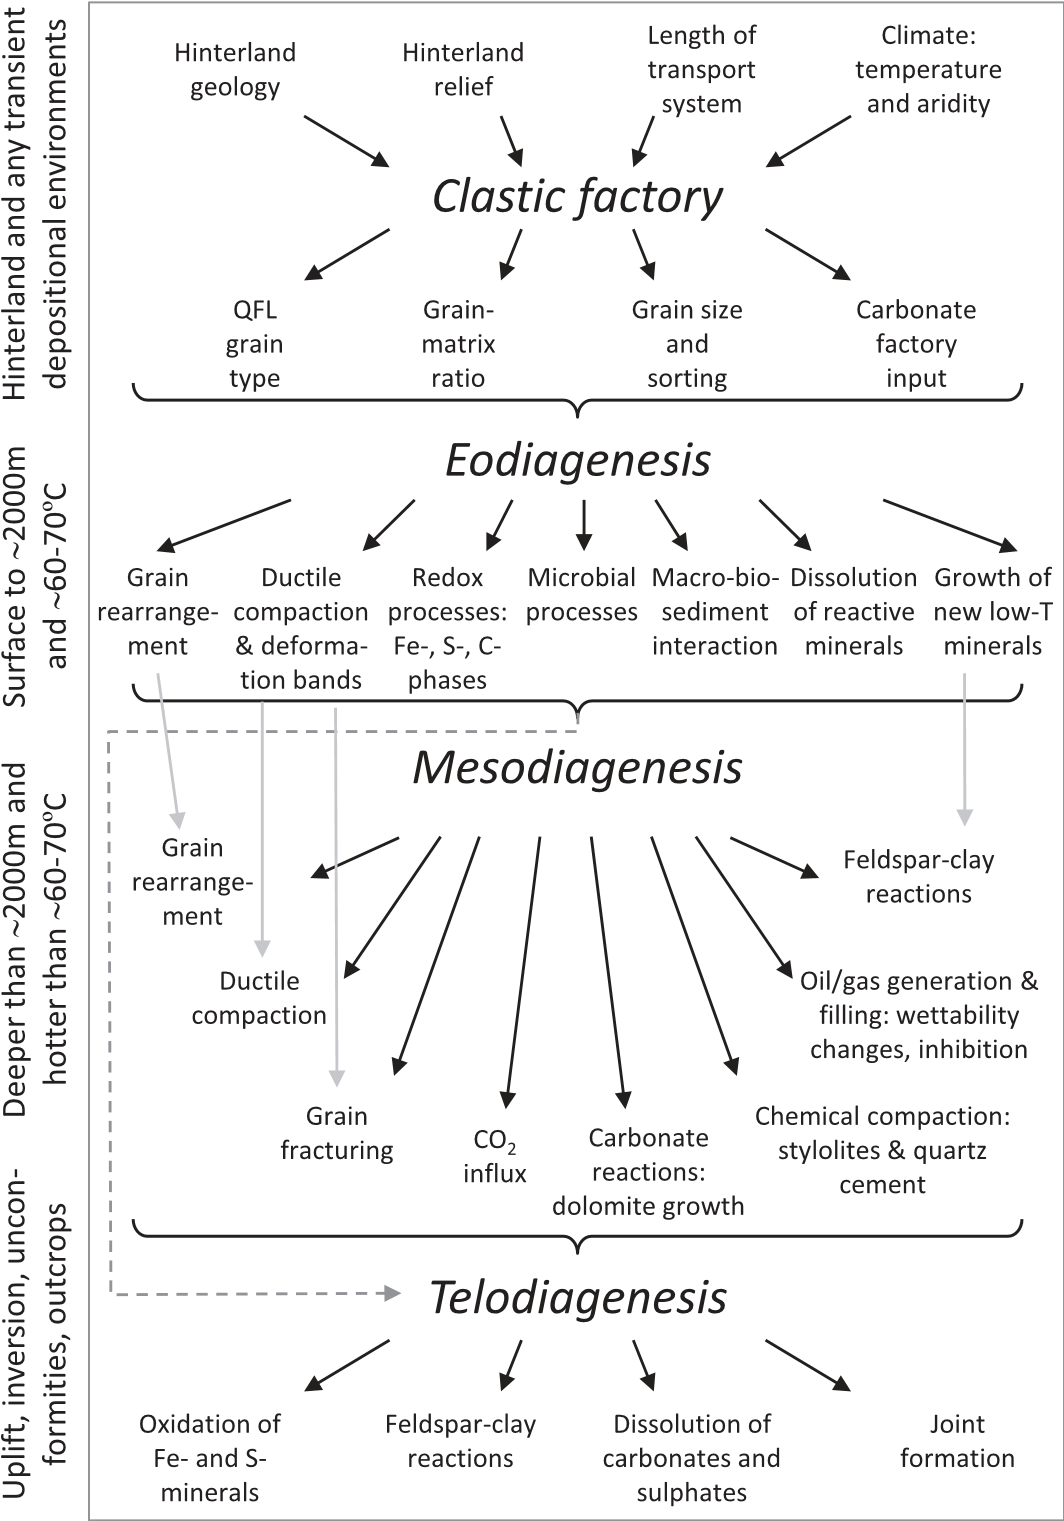 Hinterland and any transient
depositional environments
Hinterland
geology
Hinterland
relief
Length of
transport
system
Climate:
temperature
and aridity
Clastic factory
QFL
grain
type
Grain-
matrix
ratio
Grain size
and
sorting
Carbonate
factory
input
Surface to ~2000m
and ~60-70ºC
Eodiagenesis
Grain
rearrange-
ment
Ductile
compaction
& deforma-
tion bands
Redox
processes:
Fe-, S-, C-
phases
Microbial
processes
Macro-bio-
sediment
interaction
Dissolution
of reactive
minerals
Growth of
new low-T
minerals
Deeper than ~2000m and
hotter than ~60-70ºC
Mesodiagenesis
Grain
rearrange-
ment
Ductile
compaction
Grain
fracturing
CO₂
influx
Carbonate
reactions:
dolomite growth
Chemical compaction:
stylolites & quartz
cement
Oil/gas generation &
filling: wettability
changes, inhibition
Feldspar-clay
reactions
Uplift, inversion, uncon-
formities, outcrops
Telodiagenesis
Oxidation of
Fe- and S-
minerals
Feldspar-clay
reactions
Dissolution of
carbonates and
sulphates
Joint
formation